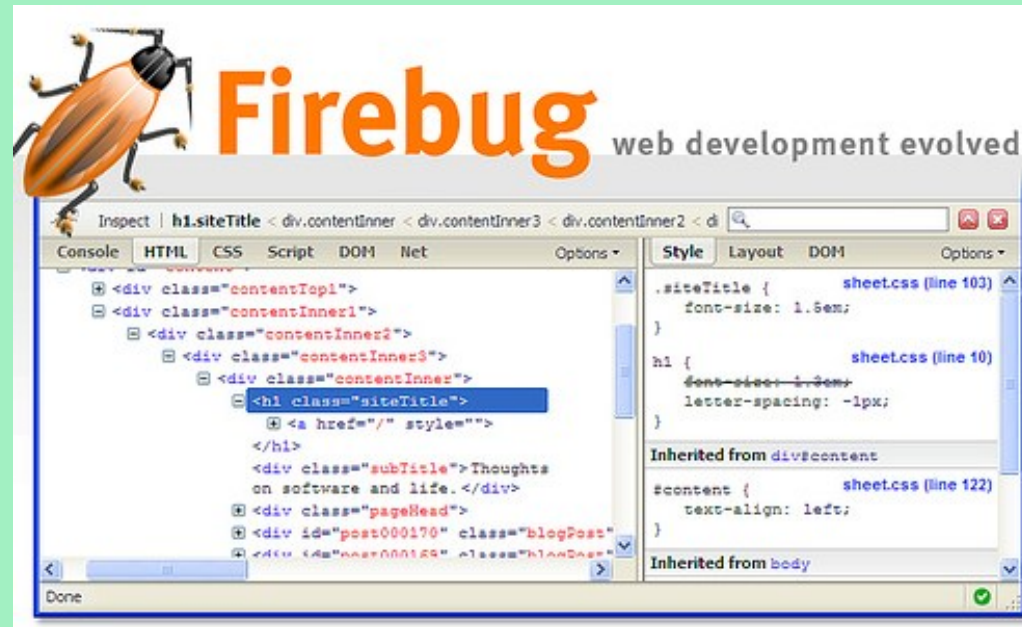 Firebug web development evolved
Inspect | h1.siteTitle < div.contentInner < div.contentInner3 < div.contentInner2 < d
Console HTML CSS Script DOM Net Options
<div class="contentTop1">
<div class="contentInner1">
<div class="contentInner2">
<div class="contentInner3">
<div class="contentInner">
<h1 class="siteTitle">
<a href="/" style="">
</h1>
<div class="subTitle">Thoughts
on software and life.</div>
<div class="pageHead">
<div id="post000170" class="blogPost"
<div id="post000169" class="blogPost"
Done
Style Layout DOM Options
.siteTitle { sheet.css (line 103)
font-size: 1.5em;
}
h1 { sheet.css (line 10)
font-size: 1.3em;
letter-spacing: -1px;
}
Inherited from div#content
#content { sheet.css (line 122)
text-align: left;
}
Inherited from body